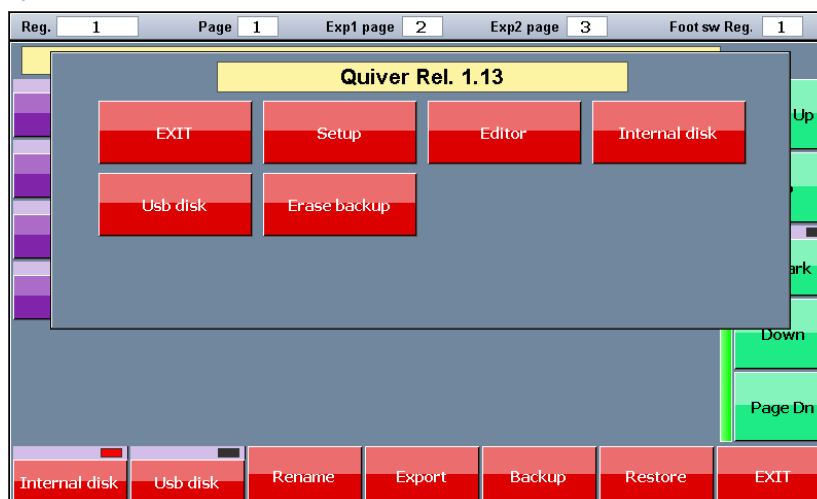 Reg. 1 Page 1 Exp1 page 2 Exp2 page 3 Foot sw Reg. 1
Quiver Rel. 1.13
EXIT Setup Editor Internal disk
Up
Usb disk Erase backup
ark
Down
Page Dn
Internal disk Usb disk Rename Export Backup Restore EXIT